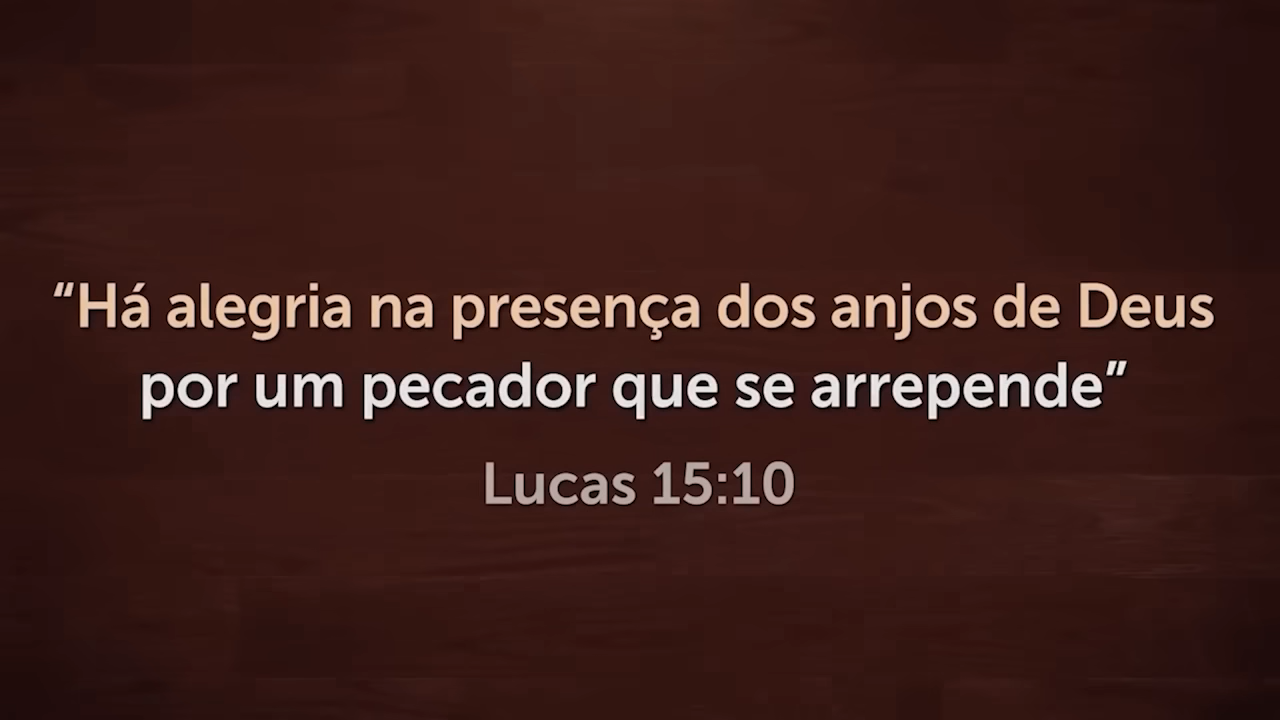 “Há alegria na presença dos anjos de Deus
por um pecador que se arrepende”
Lucas 15:10